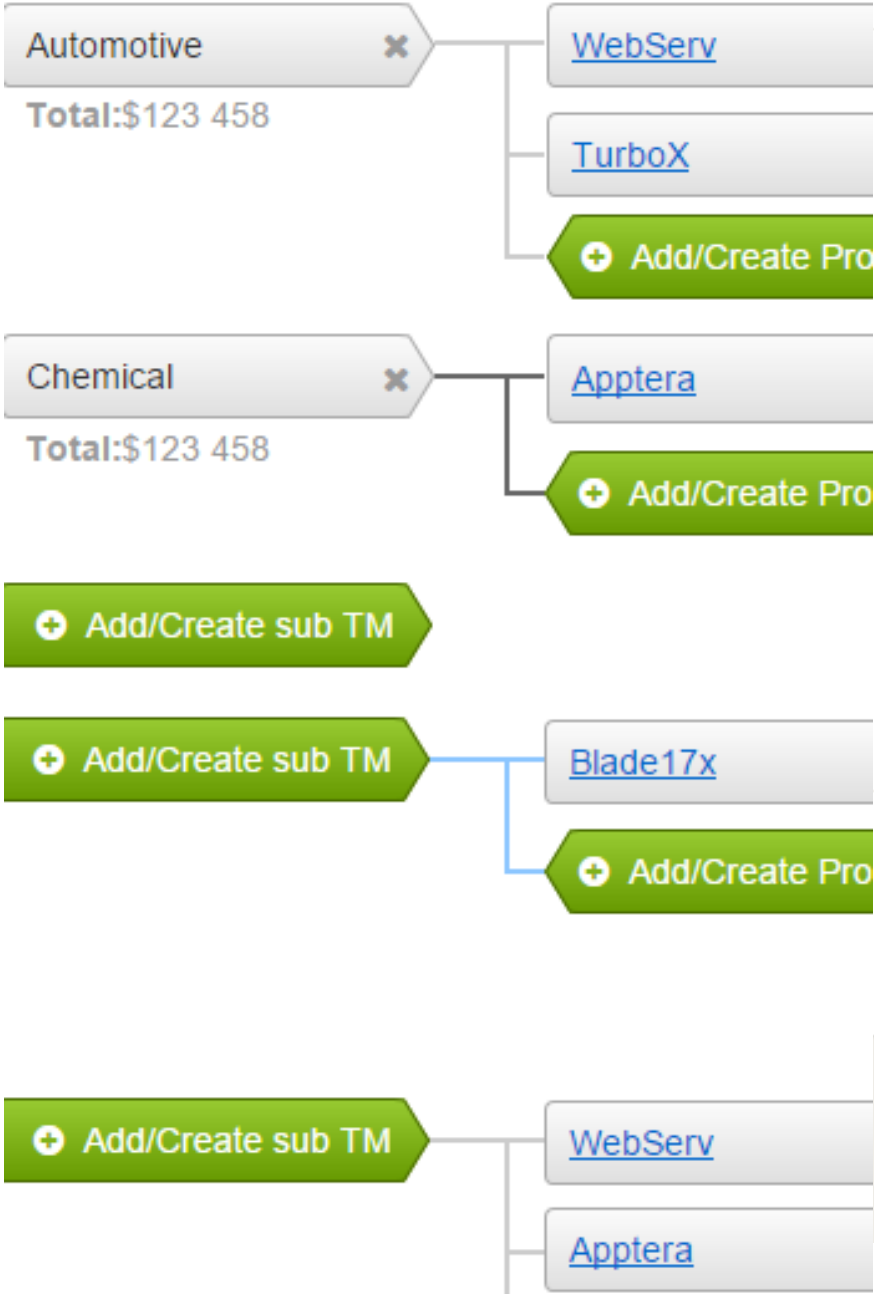 Automotive
WebServ
Total:$123 458
TurboX
Add/Create Pro
Chemical
Apptera
Total:$123 458
Add/Create Pro
Add/Create sub TM
Add/Create sub TM
Blade17x
Add/Create Pro
Add/Create sub TM
WebServ
Apptera